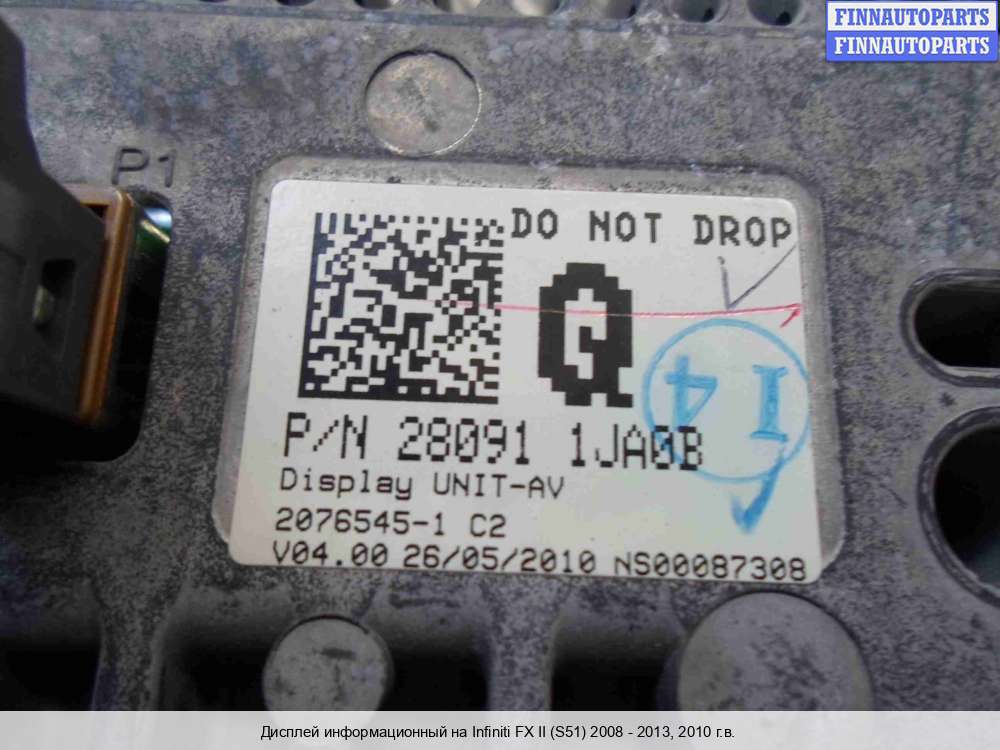 FINNAUTOPARTS
FINNAUTOPARTS
P1
DO NOT DROP
Q
I4
P/N 28091 1JA0B
Display UNIT-AV
2076545-1 C2
V04.00 26/05/2010 NS00087308
Дисплей информационный на Infiniti FX II (S51) 2008 - 2013, 2010 г.в.